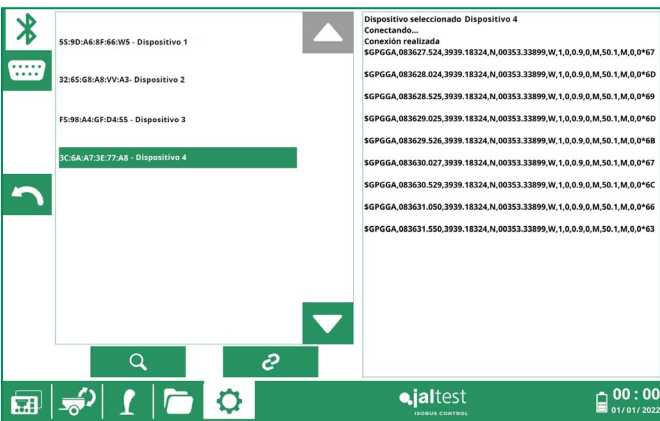 5S:9D:A6:8F:66:W5 - Dispositivo 1
32:65:G8:A8:VV:A3- Dispositivo 2
FS:98:A4:GF:D4:55 - Dispositivo 3
3C:6A:A7:3E:77:A8 - Dispositivo 4
Dispositivo seleccionado Dispositivo 4
Conectando...
Conexión realizada
$GPGGA,083627.524,3939.18324,N,00353.33899,W,1,0,0.9,0,M,50.1,M,0,0*67
$GPGGA,083628.024,3939.18324,N,00353.33899,W,1,0,0.9,0,M,50.1,M,0,0*6D
$GPGGA,083628.525,3939.18324,N,00353.33899,W,1,0,0.9,0,M,50.1,M,0,0*69
$GPGGA,083629.025,3939.18324,N,00353.33899,W,1,0,0.9,0,M,50.1,M,0,0*6D
$GPGGA,083629.526,3939.18324,N,00353.33899,W,1,0,0.9,0,M,50.1,M,0,0*6B
$GPGGA,083630.027,3939.18324,N,00353.33899,W,1,0,0.9,0,M,50.1,M,0,0*67
$GPGGA,083630.529,3939.18324,N,00353.33899,W,1,0,0.9,0,M,50.1,M,0,0*6C
$GPGGA,083631.050,3939.18324,N,00353.33899,W,1,0,0.9,0,M,50.1,M,0,0*66
$GPGGA,083631.550,3939.18324,N,00353.33899,W,1,0,0.9,0,M,50.1,M,0,0*63
jaltest
ISOBUS CONTROL
00 : 00
01/01/2022